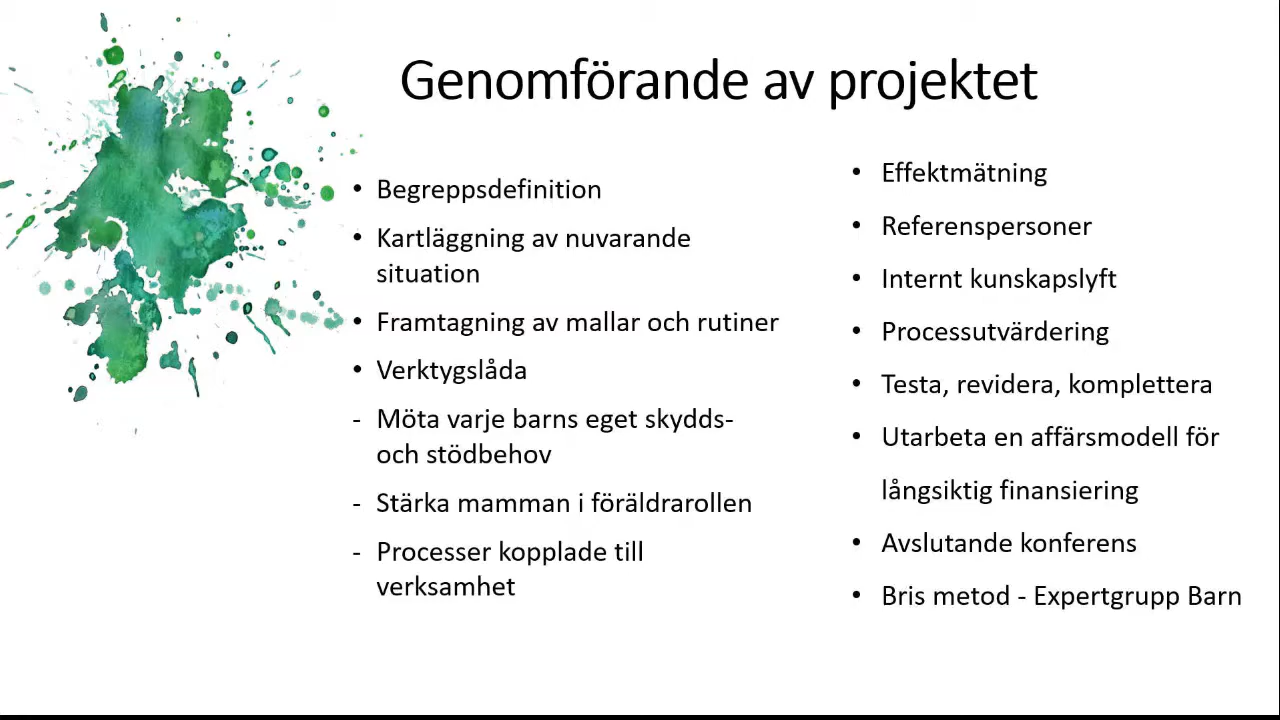 Genomförande av projektet
• Begreppsdefinition
• Kartläggning av nuvarande
situation
• Framtagning av mallar och rutiner
• Verktygslåda
- Möta varje barns eget skydds-
och stödbehov
- Stärka mamman i föräldrarollen
- Processer kopplade till
verksamhet
• Effektmätning
• Referenspersoner
• Internt kunskapslyft
• Processutvärdering
• Testa, revidera, komplettera
• Utarbeta en affärsmodell för
långsiktig finansiering
• Avslutande konferens
• Bris metod - Expertgrupp Barn